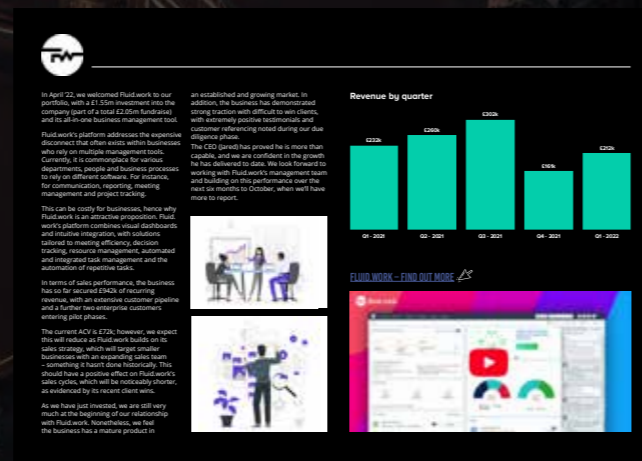 In April '22, we welcomed Fluid.work to our
portfolio, with a £1.55m investment into the
company (part of a total £2.05m fundraise)
and its all-in-one business management tool.
Fluid.work's platform addresses the expensive
disconnect that often exists within businesses
who rely on multiple management tools.
Currently, it is commonplace for various
departments, people and business processes
to rely on different software. For instance,
for communication, reporting, meeting
management and project tracking.
This can be costly for businesses, hence why
Fluid.work is an attractive proposition. Fluid.
work's platform combines visual dashboards
and intuitive integration, with solutions
tailored to meeting efficiency, decision
tracking, resource management, automated
and integrated task management and the
automation of repetitive tasks.
In terms of sales performance, the business
has so far secured £942k of recurring
revenue, with an extensive customer pipeline
and a further two enterprise customers
entering pilot phases.
The current ACV is £72k; however, we expect
this will reduce as Fluid.work builds on its
sales strategy, which will target smaller
businesses with an expanding sales team
– something it hasn't done historically. This
should have a positive effect on Fluid.work's
sales cycles, which will be noticeably shorter,
as evidenced by its recent client wins.
As we have just invested, we are still very
much at the beginning of our relationship
with Fluid.work. Nonetheless, we feel
the business has a mature product in
an established and growing market. In
addition, the business has demonstrated
strong traction with difficult to win clients,
with extremely positive testimonials and
customer referencing noted during our due
diligence phase.
The CEO (Jared) has proved he is more than
capable, and we are confident in the growth
he has delivered to date. We look forward to
working with Fluid.work's management team
and building on this performance over the
next six months to October, when we'll have
more to report.
Revenue by quarter
£232k
£260k
£302k
£161k
£212k
Q1 - 2021
Q2 - 2021
Q3 - 2021
Q4 - 2021
Q1 - 2022
FLUID.WORK – FIND OUT MORE